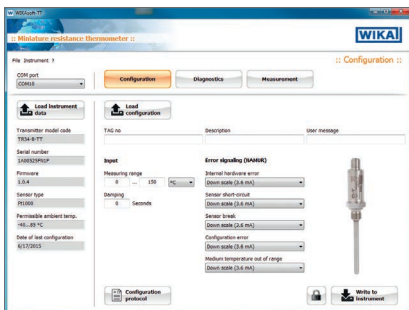 WIKAsoft-TT
:: Miniature resistance thermometer ::
WIKA
File Instrument ?
:: Configuration ::
COM port
COM10
Configuration
Diagnostics
Measurement
Load instrument data
Load configuration
Transmitter model code
TR34-B-TT
TAG no
Description
User message
Serial number
1A00S29PN1P
Firmware
1.0.4
Sensor type
Pt1000
Permissible ambient temp.
-40...85 °C
Date of last configuration
6/17/2015
Input
Measuring range
0 ... 150 °C
Damping
0 Seconds
Error signaling (NAMUR)
Internal hardware error
Down scale (3.6 mA)
Sensor short-circuit
Down scale (3.6 mA)
Sensor break
Down scale (3.6 mA)
Configuration error
Down scale (3.6 mA)
Medium temperature out of range
Down scale (3.6 mA)
Configuration protocol
Write to instrument